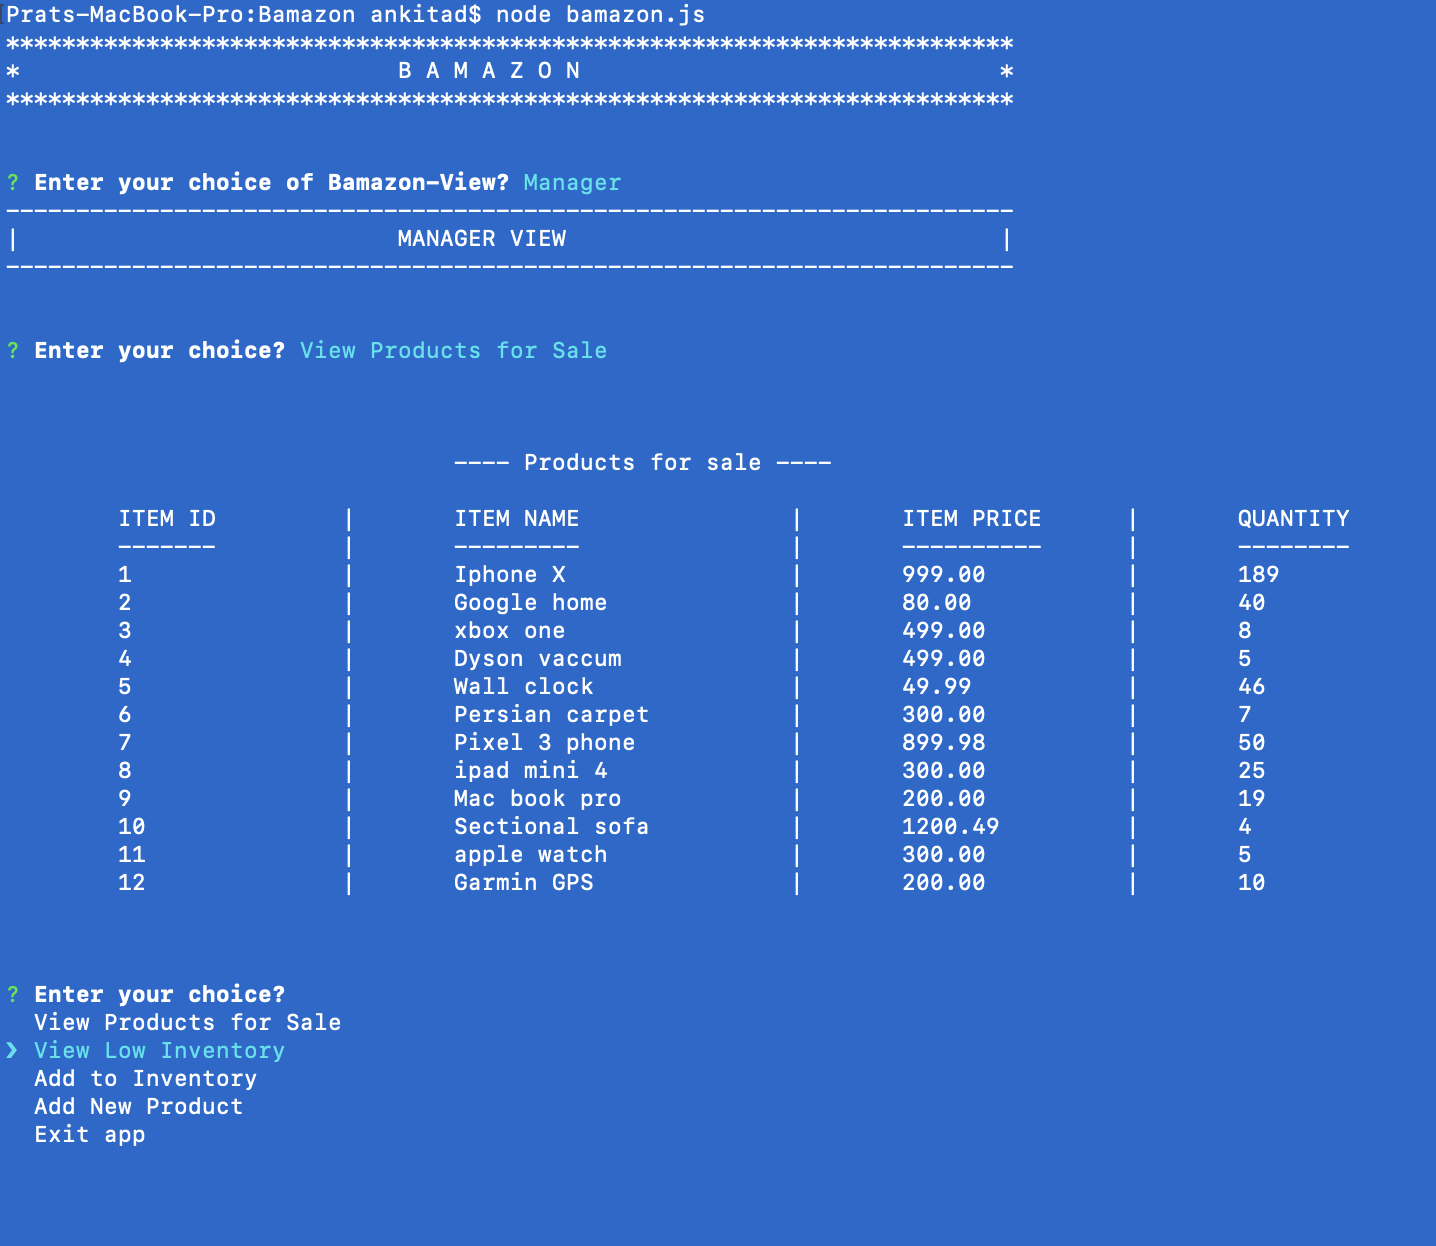 Prats-MacBook-Pro:Bamazon ankitad$ node bamazon.js
************************************************************************
* B A M A Z O N *
************************************************************************
? Enter your choice of Bamazon-View? Manager
------------------------------------------------------------------------
| MANAGER VIEW |
------------------------------------------------------------------------
? Enter your choice? View Products for Sale
---- Products for sale ----
ITEM ID | ITEM NAME | ITEM PRICE | QUANTITY
------- | --------- | ---------- | --------
1 | Iphone X | 999.00 | 189
2 | Google home | 80.00 | 40
3 | xbox one | 499.00 | 8
4 | Dyson vaccum | 499.00 | 5
5 | Wall clock | 49.99 | 46
6 | Persian carpet | 300.00 | 7
7 | Pixel 3 phone | 899.98 | 50
8 | ipad mini 4 | 300.00 | 25
9 | Mac book pro | 200.00 | 19
10 | Sectional sofa | 1200.49 | 4
11 | apple watch | 300.00 | 5
12 | Garmin GPS | 200.00 | 10
? Enter your choice?
View Products for Sale
❯ View Low Inventory
Add to Inventory
Add New Product
Exit app